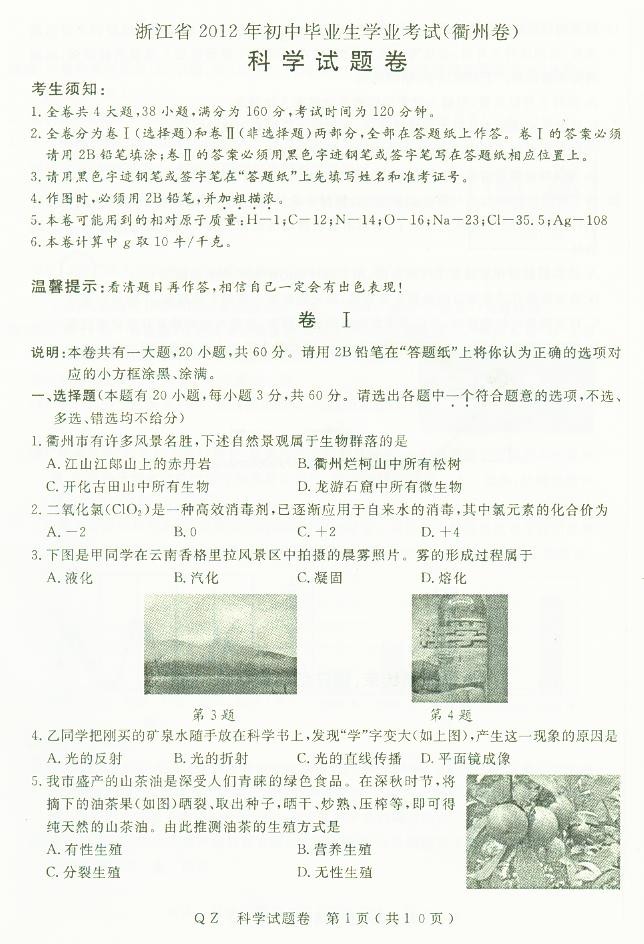 浙江省2012年初中毕业生学业考试(衢州卷)
科学试题卷
考生须知:
1.全卷共4大题,38小题,满分为160分,考试时间为120分钟。
2.全卷分为卷Ⅰ(选择题)和卷Ⅱ(非选择题)两部分,全部在答题纸上作答。卷Ⅰ的答案必须
请用2B铅笔填涂;卷Ⅱ的答案必须用黑色字迹钢笔或签字笔写在答题纸相应位置上。
3.请用黑色字迹钢笔或签字笔在“答题纸”上先填写姓名和准考证号。
4.作图时,必须用2B铅笔,并加粗描浓。
5.本卷可能用到的相对原子质量:H—1;C—12;N—14;O—16;Na—23;Cl—35.5;Ag—108
6.本卷计算中g取10牛/千克。
温馨提示:看清题目再作答,相信自己一定会有出色表现!
卷 Ⅰ
说明:本卷共有一大题,20小题,共60分。请用2B铅笔在“答题纸”上将你认为正确的选项对
应的小方框涂黑、涂满。
一、选择题(本题有20小题,每小题3分,共60分。请选出各题中一个符合题意的选项,不选、
多选、错选均不给分)
1.衢州市有许多风景名胜,下述自然景观属于生物群落的是
A.江山江郎山上的赤丹岩 B.衢州烂柯山中所有松树
C.开化古田山中所有生物 D.龙游石窟中所有微生物
2.二氧化氯(ClO₂)是一种高效消毒剂,已逐渐应用于自来水的消毒,其中氯元素的化合价为
A.－2 B.0 C.＋2 D.＋4
3.下图是甲同学在云南香格里拉风景区中拍摄的晨雾照片。雾的形成过程属于
A.液化 B.汽化 C.凝固 D.熔化
学
第3题 第4题
4.乙同学把刚买的矿泉水随手放在科学书上,发现“学”字变大(如上图),产生这一现象的原因是
A.光的反射 B.光的折射 C.光的直线传播 D.平面镜成像
5.我市盛产的山茶油是深受人们青睐的绿色食品。在深秋时节,将
摘下的油茶果(如图)晒裂、取出种子,晒干、炒熟、压榨等,即可得
纯天然的山茶油。由此推测油茶的生殖方式是
A.有性生殖 B.营养生殖
C.分裂生殖 D.无性生殖
QZ 科学试题卷 第1页(共10页)